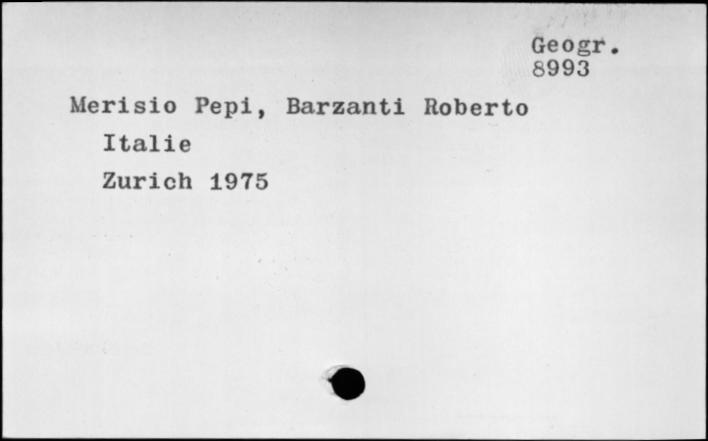 Geogr.
8993
Merisio Pepi, Barzanti Roberto
Italie
Zurich 1975